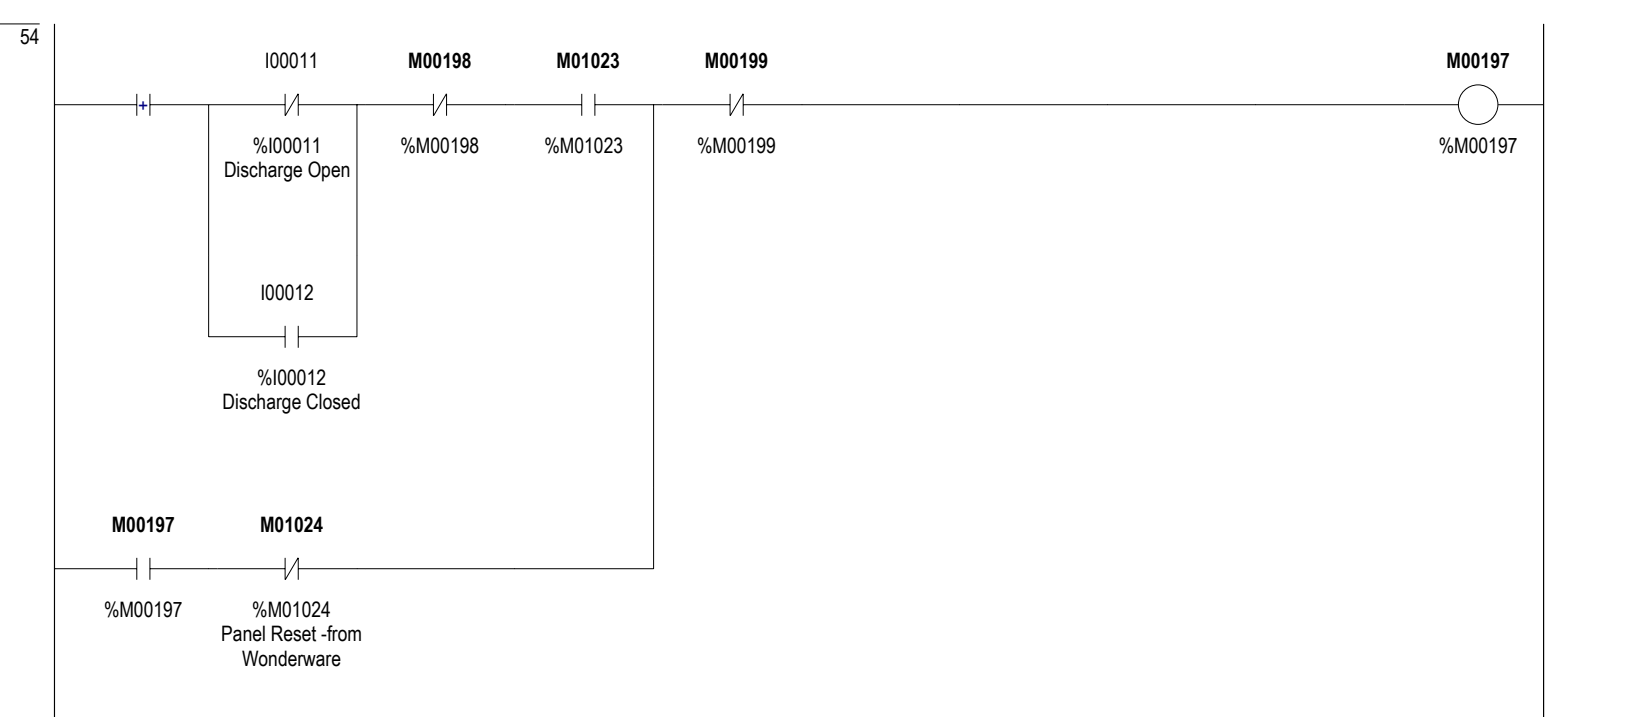 54
I00011
M00198
M01023
M00199
M00197
+
%I00011
Discharge Open
%M00198
%M01023
%M00199
%M00197
I00012
%I00012
Discharge Closed
M00197
M01024
%M00197
%M01024
Panel Reset -from
Wonderware